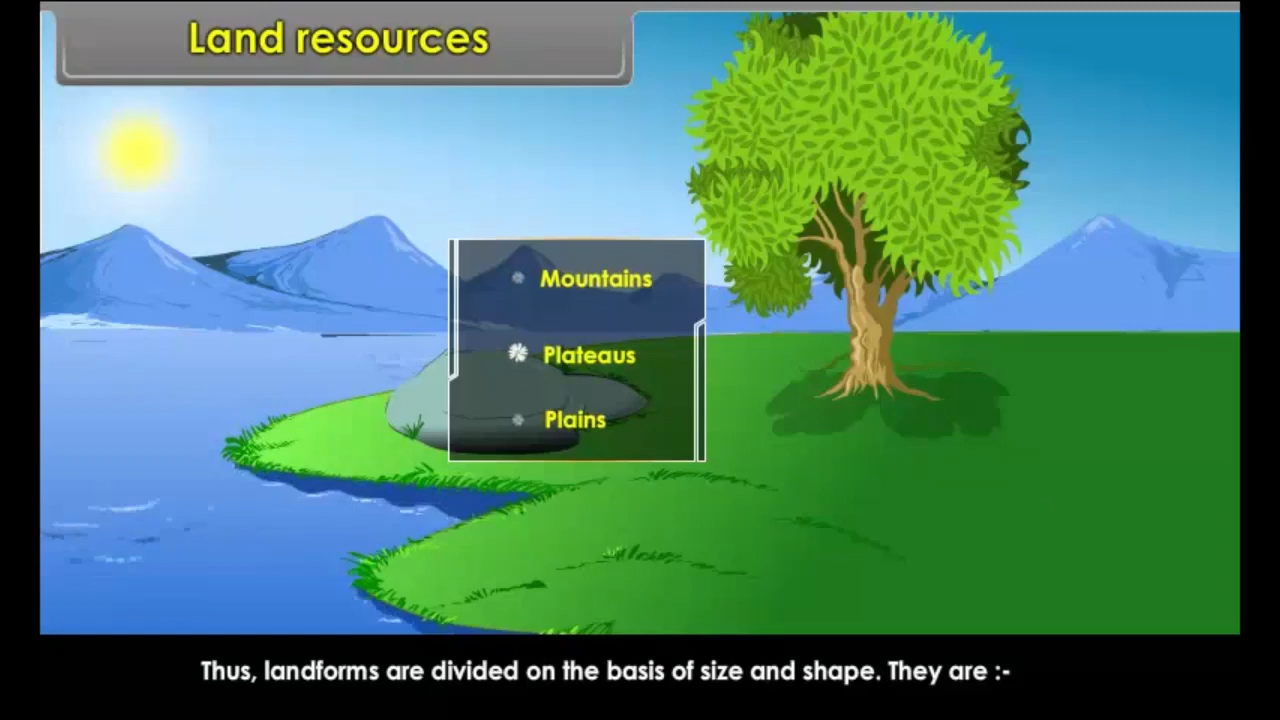 Land resources
Mountains
Plateaus
Plains
Thus, landforms are divided on the basis of size and shape. They are :-